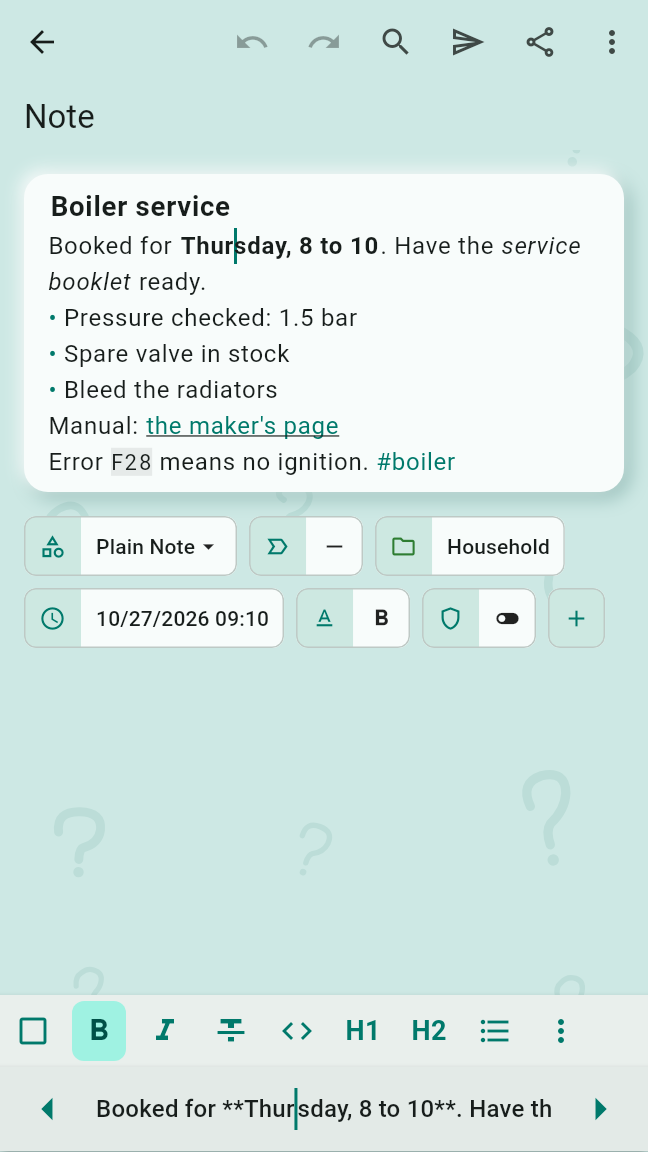 Note
Boiler service
Booked for Thursday, 8 to 10. Have the service
booklet ready.
• Pressure checked: 1.5 bar
• Spare valve in stock
• Bleed the radiators
Manual: the maker's page
Error F28 means no ignition. #boiler
Plain Note
—
Household
10/27/2026 09:10
A
B
B I T <> H1 H2
Booked for **Thursday, 8 to 10**. Have th